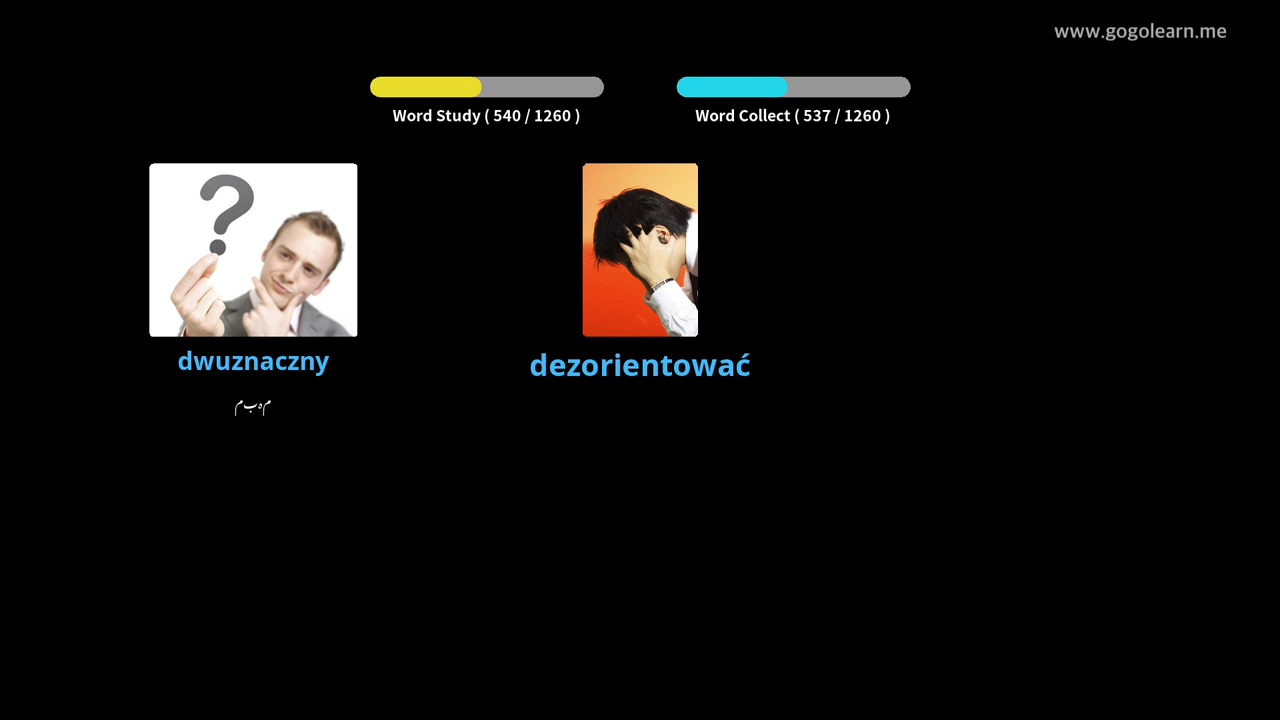 www.gogolearn.me
Word Study ( 540 / 1260 )
Word Collect ( 537 / 1260 )
dwuznaczny
dezorientować
مبہم